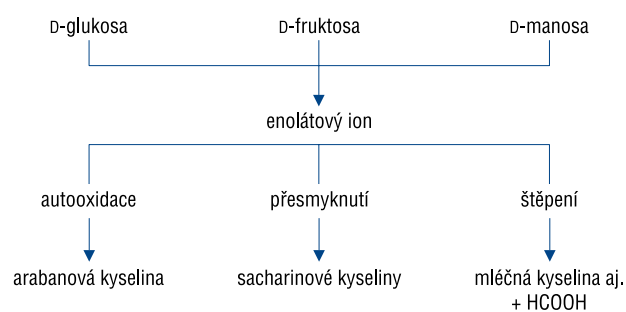 D-glukosa D-fruktosa D-manosa
enolátový ion
autooxidace přesmyknutí štěpení
arabanová kyselina sacharinové kyseliny mléčná kyselina aj.
+ HCOOH